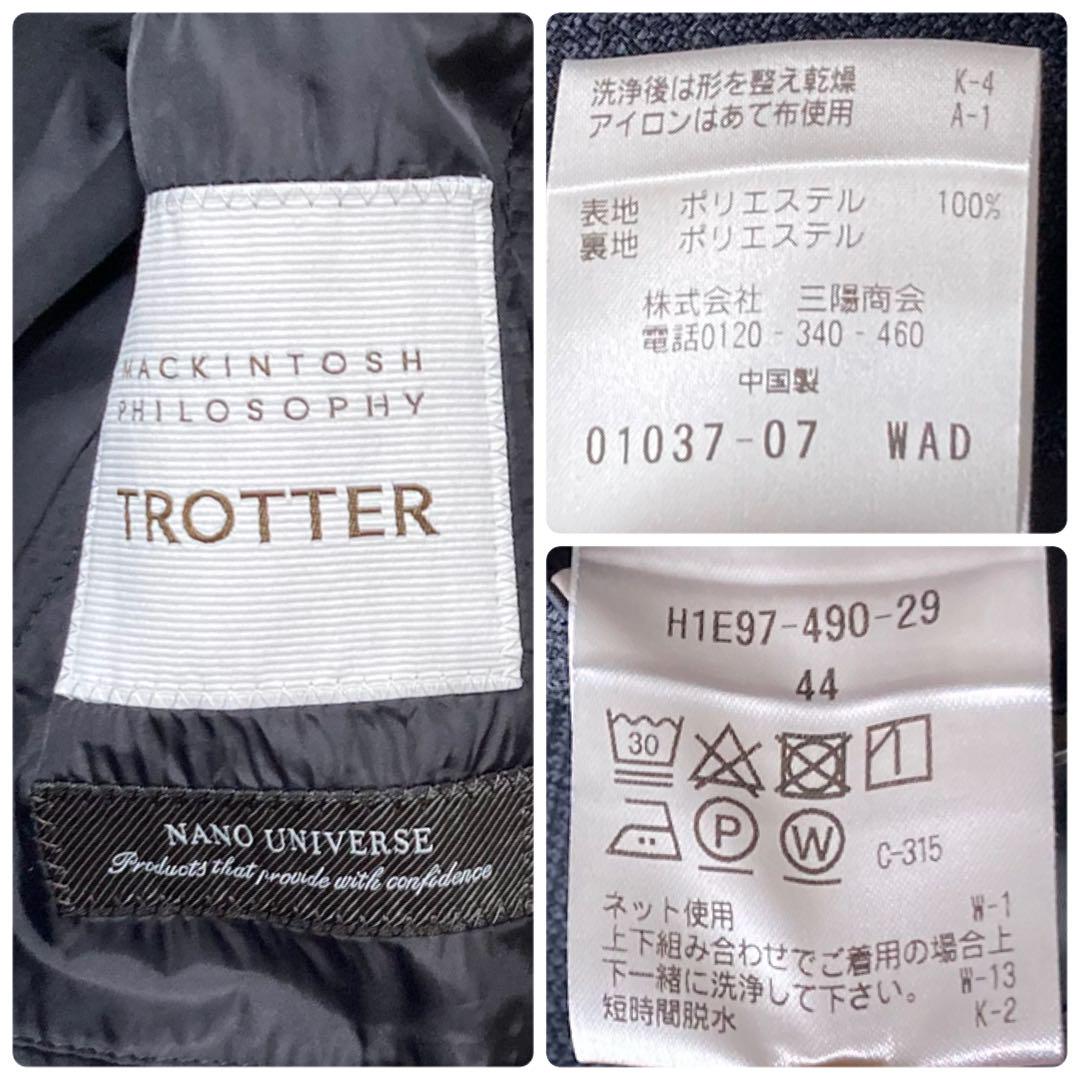 MACKINTOSH
PHILOSOPHY
TROTTER
NANO UNIVERSE
Products that provide with confidence
洗浄後は形を整え乾燥 K-4
アイロンはあて布使用 A-1
表地 ポリエステル 100%
裏地 ポリエステル
株式会社 三陽商会
電話0120-340-460
中国製
01037-07 WAD
H1E97-490-29
44
30
P W C-315
ネット使用 W-1
上下組み合わせでご着用の場合上
下一緒に洗浄して下さい。 W-13
短時間脱水 K-2